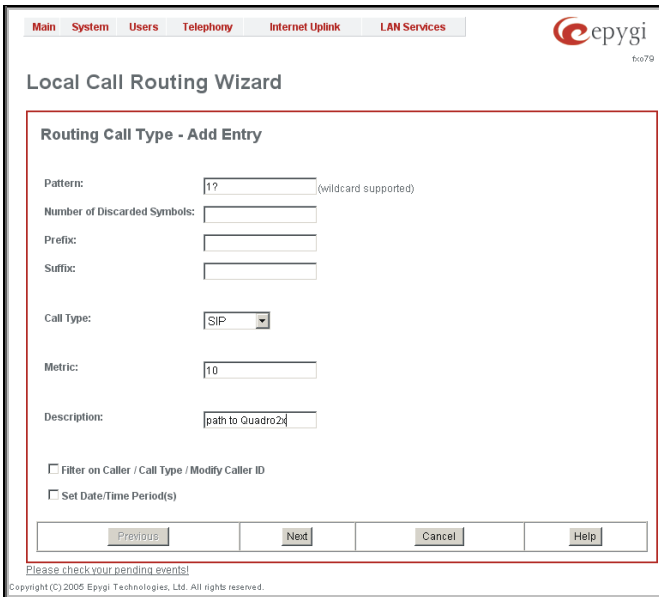 Main System Users Telephony Internet Uplink LAN Services
epygi
fxo79
Local Call Routing Wizard
Routing Call Type - Add Entry
Pattern: 1? (wildcard supported)
Number of Discarded Symbols:
Prefix:
Suffix:
Call Type: SIP
Metric: 10
Description: path to Quadro2x
Filter on Caller / Call Type / Modify Caller ID
Set Date/Time Period(s)
Previous Next Cancel Help
Please check your pending events!
Copyright (C) 2005 Epygi Technologies, Ltd. All rights reserved.